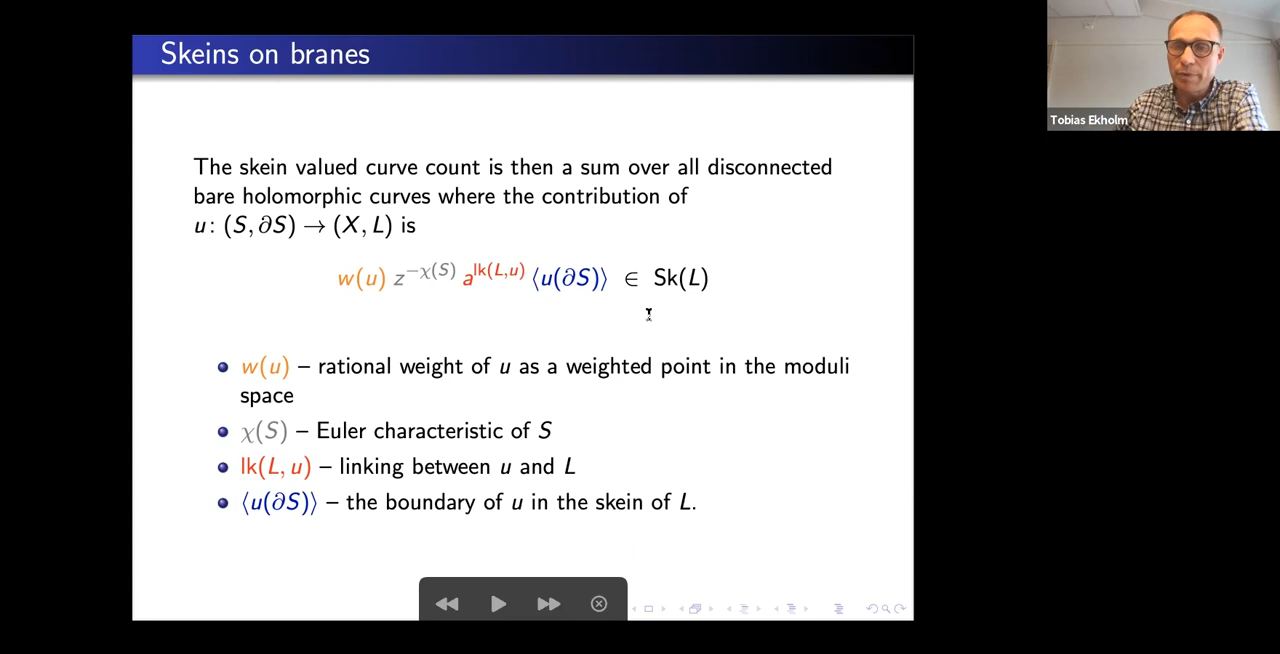 Skeins on branes
Tobias Ekholm
The skein valued curve count is then a sum over all disconnected
bare holomorphic curves where the contribution of
u: (S, ∂S) → (X, L) is
w(u) z^{−χ(S)} a^{lk(L,u)} ⟨u(∂S)⟩ ∈ Sk(L)
w(u) – rational weight of u as a weighted point in the moduli
space
χ(S) – Euler characteristic of S
lk(L, u) – linking between u and L
⟨u(∂S)⟩ – the boundary of u in the skein of L.